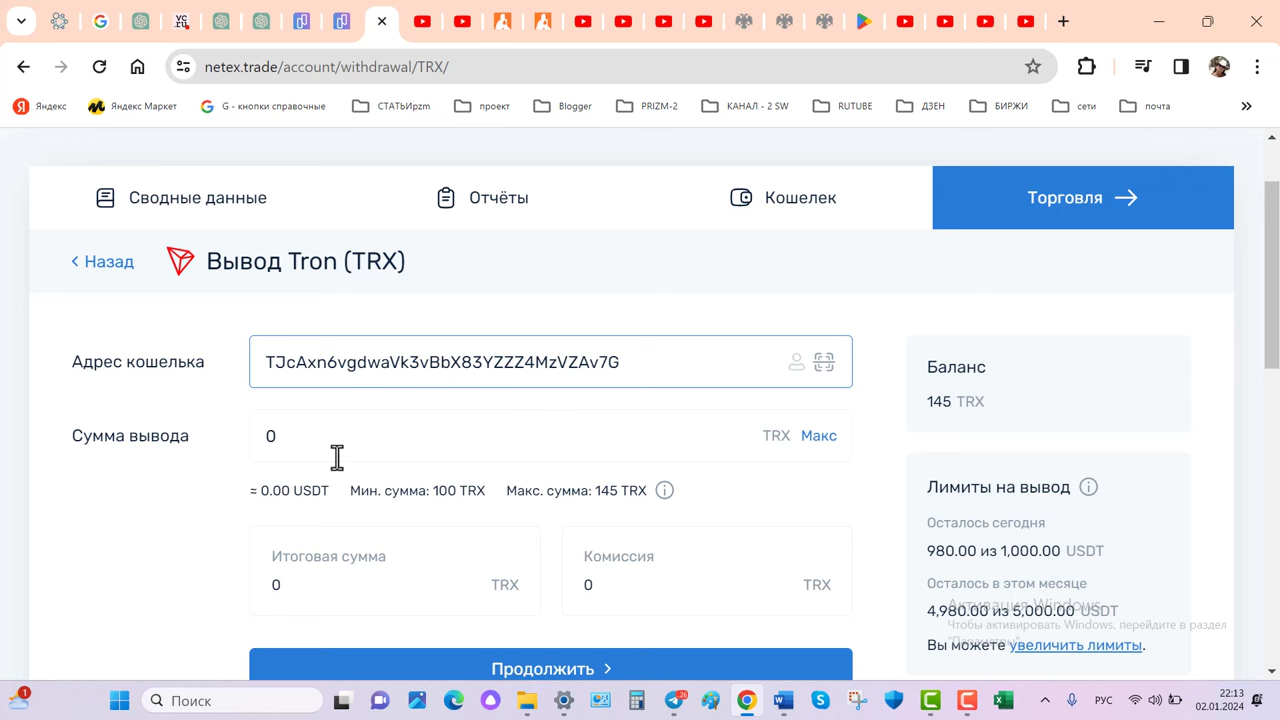 netex.trade/account/withdrawal/TRX/
Яндекс
Яндекс Маркет
G - кнопки справочные
СТАТЬИpzm
проект
Blogger
PRIZM-2
КАНАЛ - 2 SW
RUTUBE
ДЗЕН
БИРЖИ
сети
почта
Сводные данные
Отчёты
Кошелек
Торговля
Назад
Вывод Tron (TRX)
Адрес кошелька
TJcAxn6vgdwaVk3vBbX83YZZZ4MzVZAv7G
Баланс
145 TRX
Сумма вывода
0
TRX Макс
≈ 0.00 USDT Мин. сумма: 100 TRX Макс. сумма: 145 TRX
Лимиты на вывод
Осталось сегодня
980.00 из 1,000.00 USDT
Осталось в этом месяце
4,980.00 из 5,000.00 USDT
Вы можете увеличить лимиты.
Итоговая сумма
0 TRX
Комиссия
0 TRX
Продолжить
Активация Windows
Чтобы активировать Windows, перейдите в раздел
"Параметры".
1
Поиск
26
РУС
22:13
02.01.2024